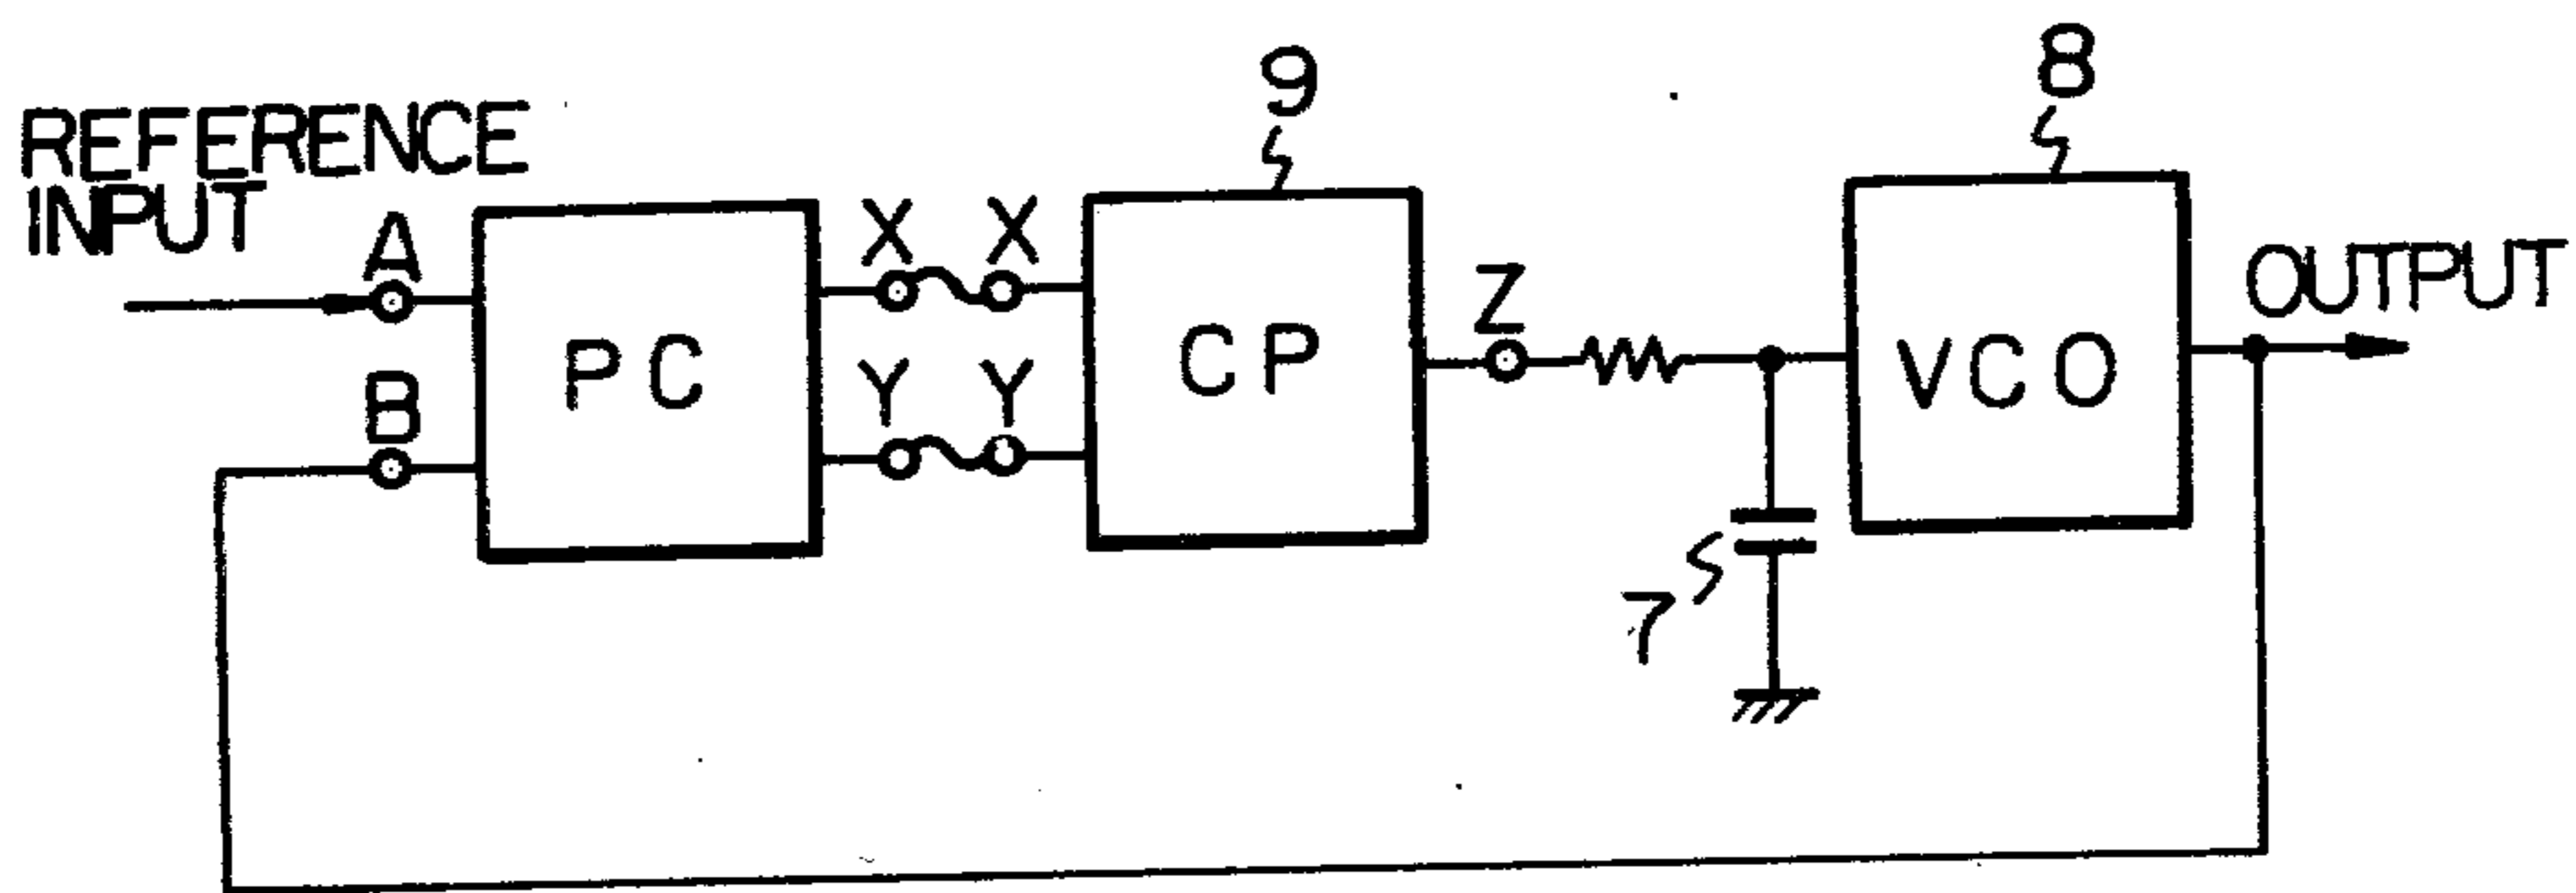 REFERENCE
INPUT
A
B
PC
X X
Y Y
9
CP
Z
7
8
VCO
OUTPUT